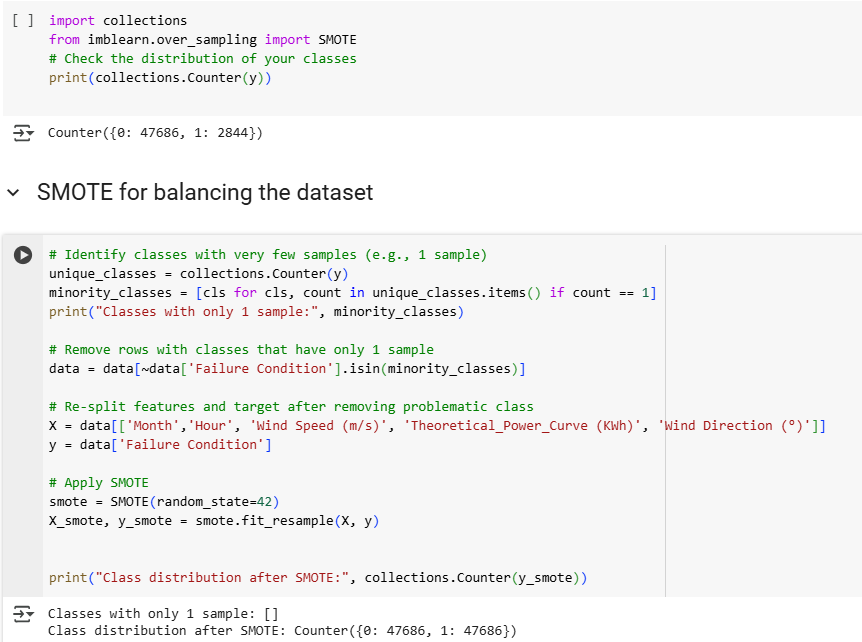 [ ] import collections
from imblearn.over_sampling import SMOTE
# Check the distribution of your classes
print(collections.Counter(y))
Counter({0: 47686, 1: 2844})
SMOTE for balancing the dataset
# Identify classes with very few samples (e.g., 1 sample)
unique_classes = collections.Counter(y)
minority_classes = [cls for cls, count in unique_classes.items() if count == 1]
print("Classes with only 1 sample:", minority_classes)
# Remove rows with classes that have only 1 sample
data = data[~data['Failure Condition'].isin(minority_classes)]
# Re-split features and target after removing problematic class
X = data[['Month','Hour', 'Wind Speed (m/s)', 'Theoretical_Power_Curve (KWh)', 'Wind Direction (°)']]
y = data['Failure Condition']
# Apply SMOTE
smote = SMOTE(random_state=42)
X_smote, y_smote = smote.fit_resample(X, y)
print("Class distribution after SMOTE:", collections.Counter(y_smote))
Classes with only 1 sample: []
Class distribution after SMOTE: Counter({0: 47686, 1: 47686})